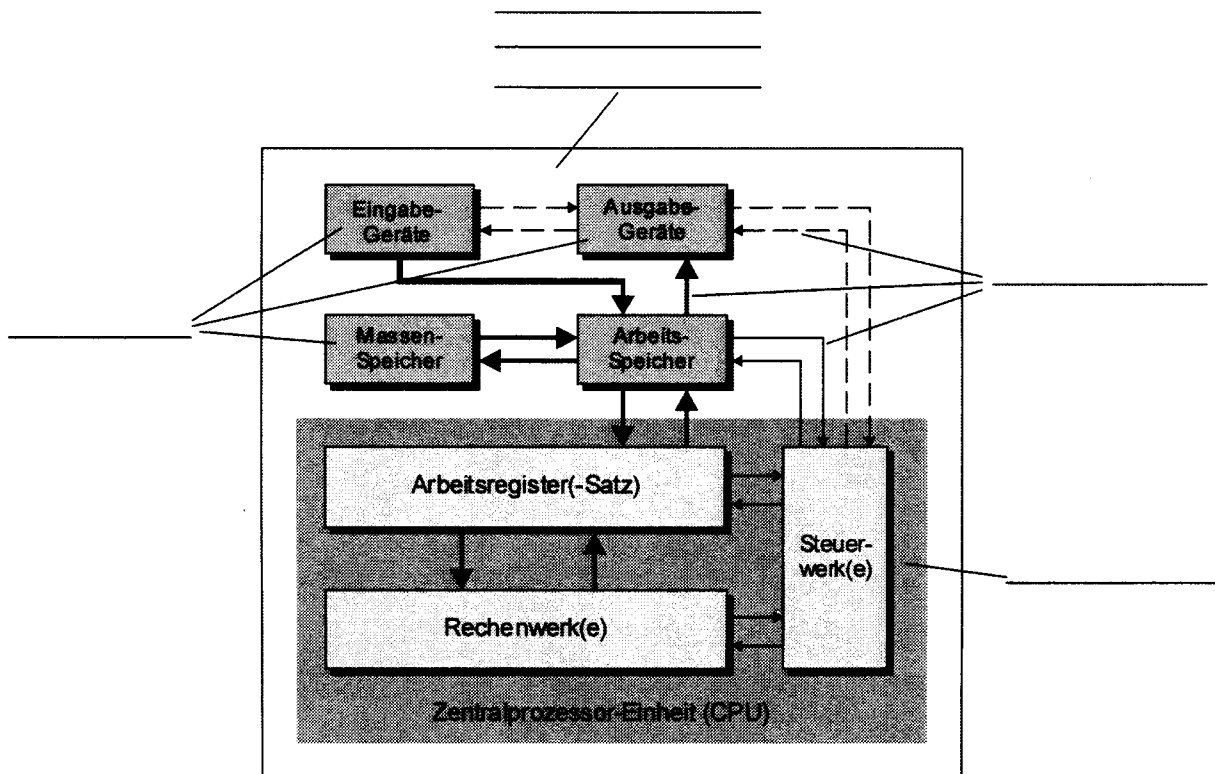 Eingabe-
Geräte
Ausgabe-
Geräte
Massen-
Speicher
Arbeits-
Speicher
Arbeitsregister(-Satz)
Steuer-
werk(e)
Rechenwerk(e)
Zentralprozessor-Einheit (CPU)